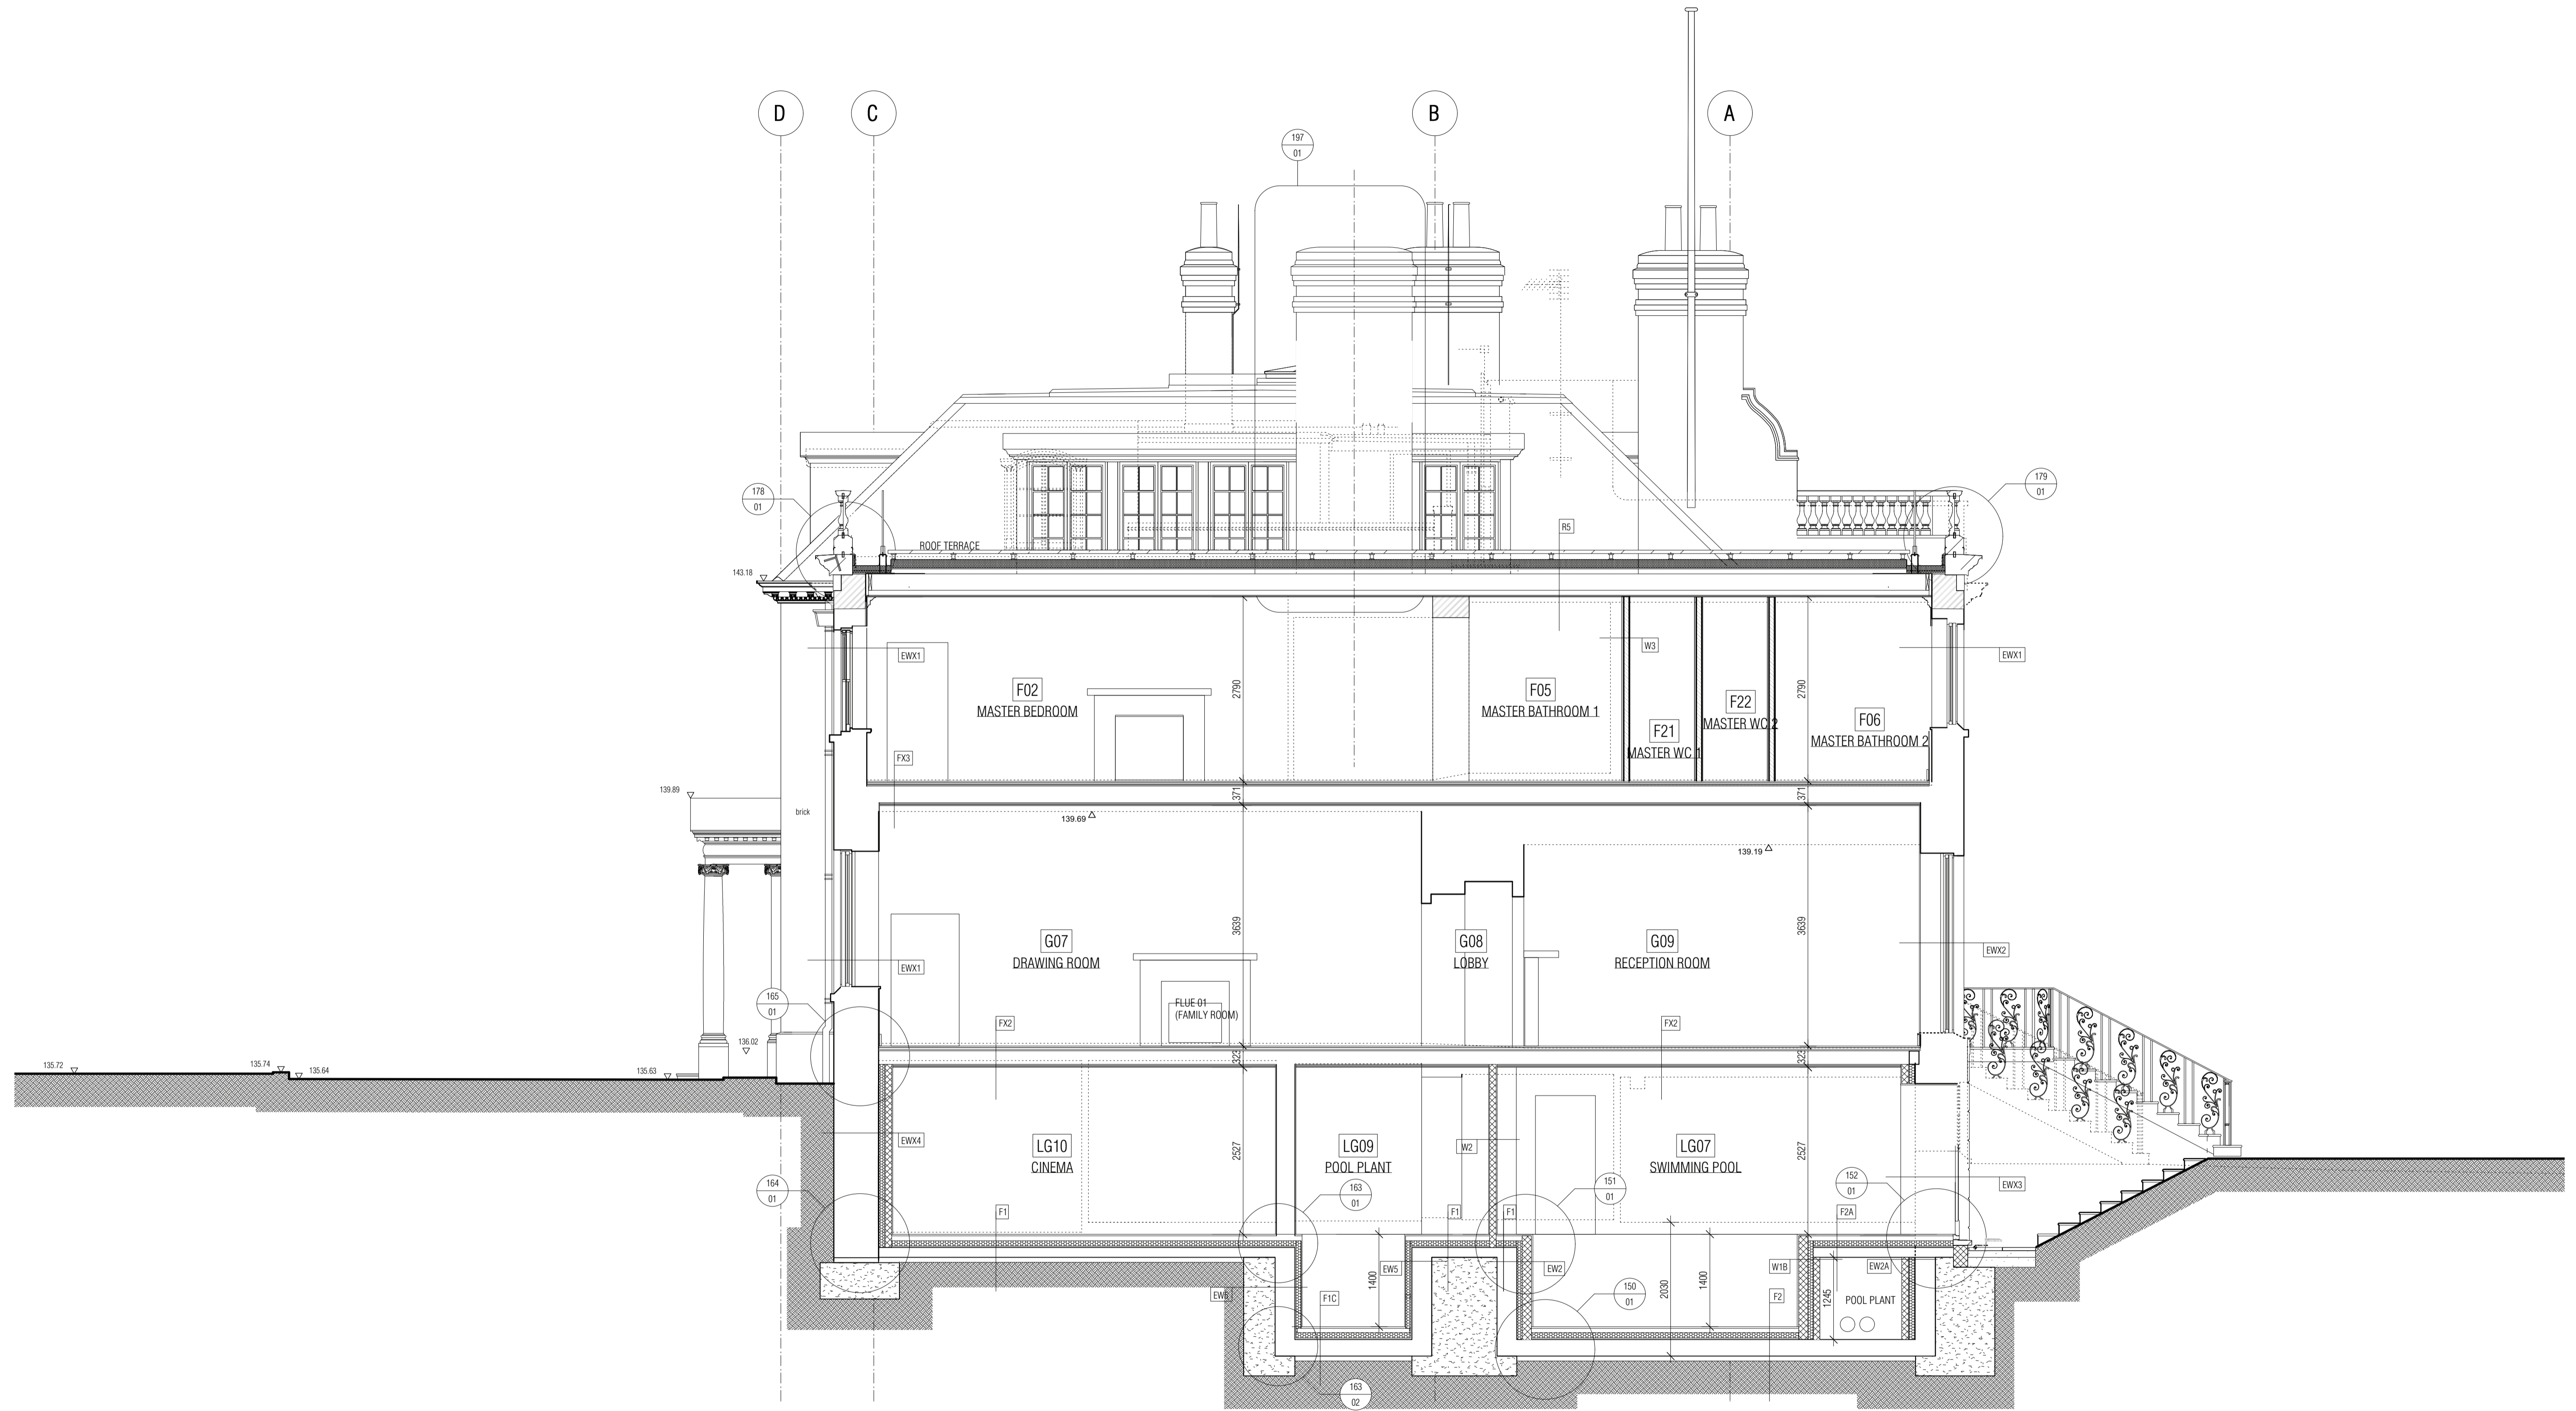 D
C
B
A
197
01
178
01
179
01
R5
ROOF TERRACE
143.18
EWX1
W3
EWX1
F02
MASTER BEDROOM
2790
F05
MASTER BATHROOM 1
F21
MASTER WC 1
F22
MASTER WC 2
2790
F06
MASTER BATHROOM 2
FX3
139.89
371
371
brick
139.69
139.19
G07
DRAWING ROOM
3639
G08
LOBBY
G09
RECEPTION ROOM
3639
EWX2
EWX1
165
01
FLUE 01
(FAMILY ROOM)
FX2
FX2
136.02
135.72
135.74
135.64
135.63
323
323
EWX4
LG10
CINEMA
2527
LG09
POOL PLANT
W2
LG07
SWIMMING POOL
2527
164
01
163
01
151
01
152
01
EWX3
F1
F1
F1
F2A
EW5
EW2
W1B
EW2A
1400
2030
1400
1245
EW6
F1C
150
01
F2
POOL PLANT
163
02